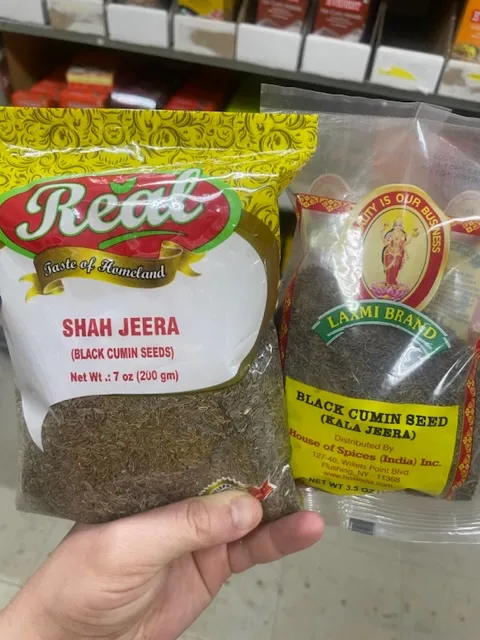 Real
Taste of Homeland
SHAH JEERA
(BLACK CUMIN SEEDS)
Net Wt.: 7 oz (200 gm)
QUALITY IS OUR BUSINESS
LAXMI BRAND
BLACK CUMIN SEED
(KALA JEERA)
Distributed By
House of Spices (India) Inc.
127-40, Willets Point Blvd
Flushing, NY 11368
NET WT 3.5 OZ